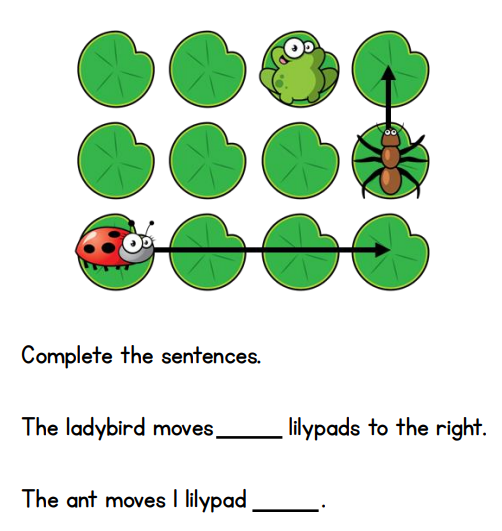 Complete the sentences.
The ladybird moves_____ lilypads to the right.
The ant moves 1 lilypad _____.